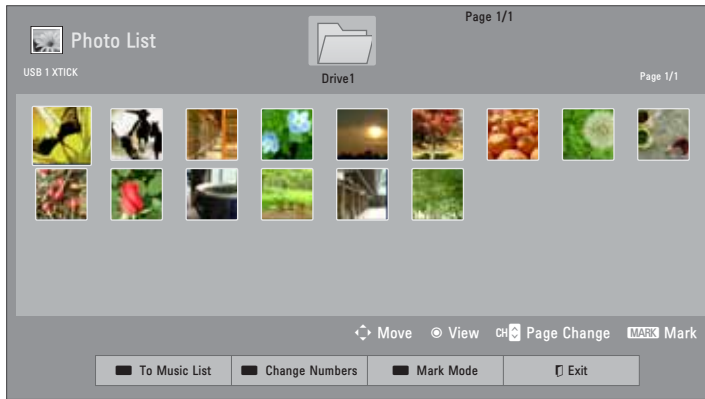 Page 1/1
Photo List
USB 1 XTICK
Drive1
Page 1/1
Move View CH Page Change MARK Mark
To Music List Change Numbers Mark Mode Exit